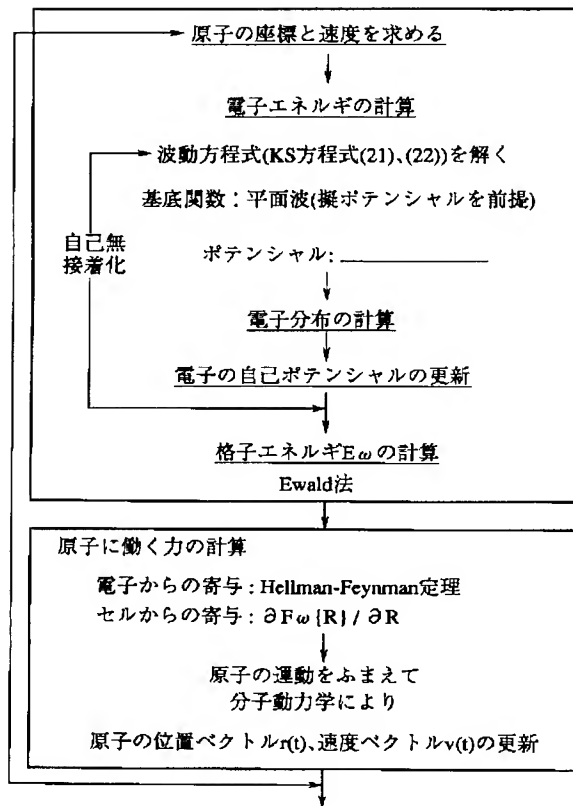 原子の座標と速度を求める
電子エネルギの計算
波動方程式(KS方程式(21)、(22))を解く
基底関数：平面波(擬ポテンシャルを前提)
自己無
接着化
ポテンシャル：
電子分布の計算
電子の自己ポテンシャルの更新
格子エネルギEωの計算
Ewald法
原子に働く力の計算
電子からの寄与：Hellman-Feynman定理
セルからの寄与：∂Fω{R}/∂R
原子の運動をふまえて
分子動力学により
原子の位置ベクトルr(t)、速度ベクトルv(t)の更新